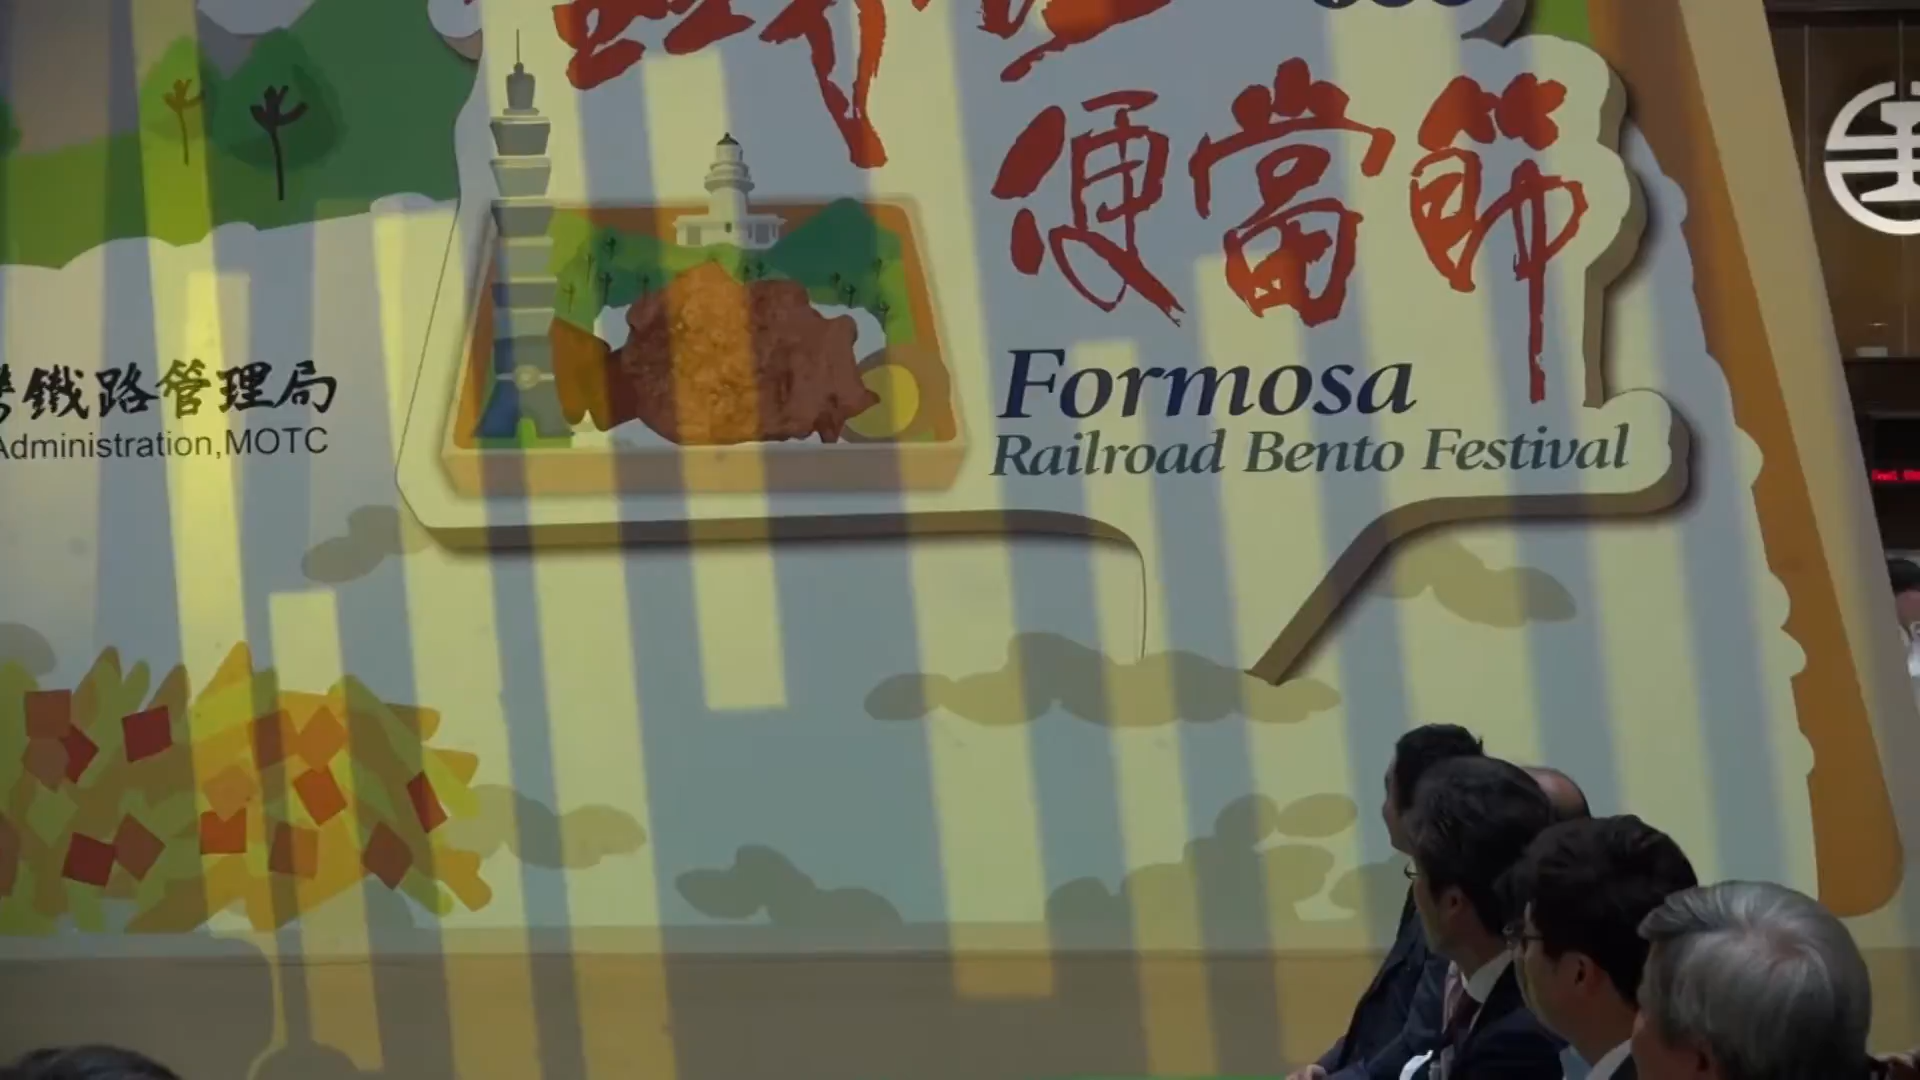 便當節
Formosa
Railroad Bento Festival
鐵路管理局
Administration,MOTC